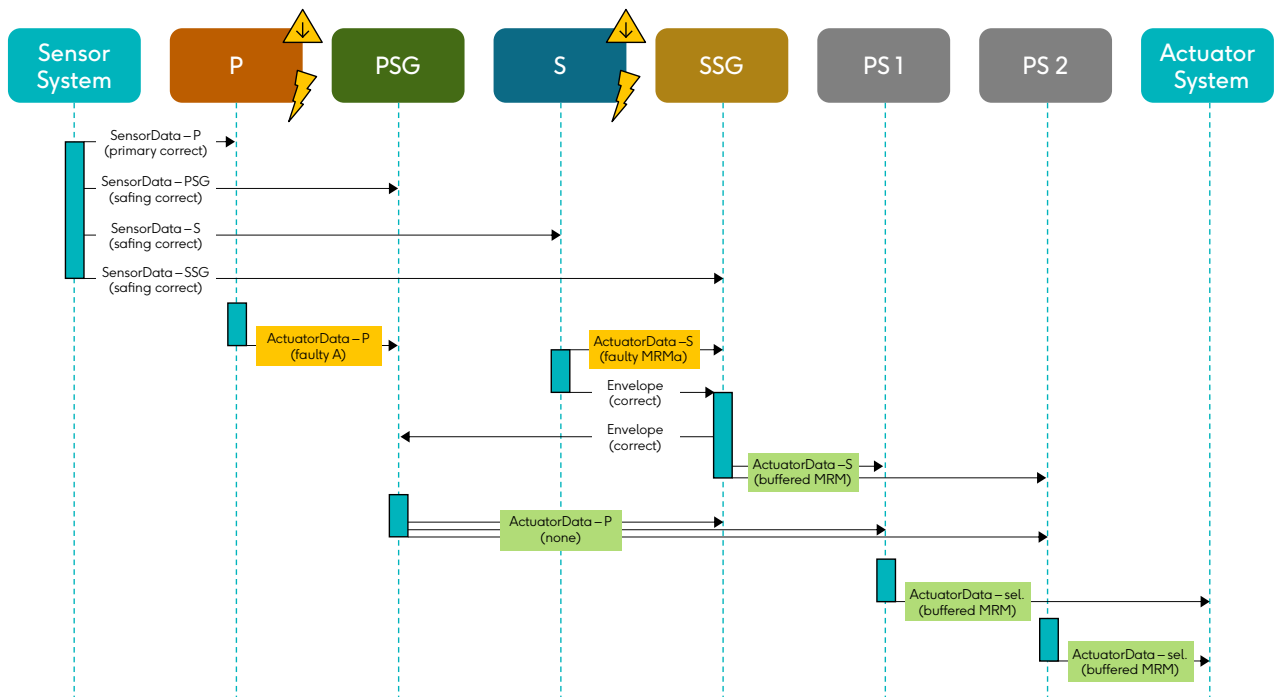 Sensor
System
P
PSG
S
SSG
PS 1
PS 2
Actuator
System
SensorData – P
(primary correct)
SensorData – PSG
(safing correct)
SensorData – S
(safing correct)
SensorData – SSG
(safing correct)
ActuatorData – P
(faulty A)
ActuatorData – S
(faulty MRMa)
Envelope
(correct)
Envelope
(correct)
ActuatorData – S
(buffered MRM)
ActuatorData – P
(none)
ActuatorData – sel.
(buffered MRM)
ActuatorData – sel.
(buffered MRM)